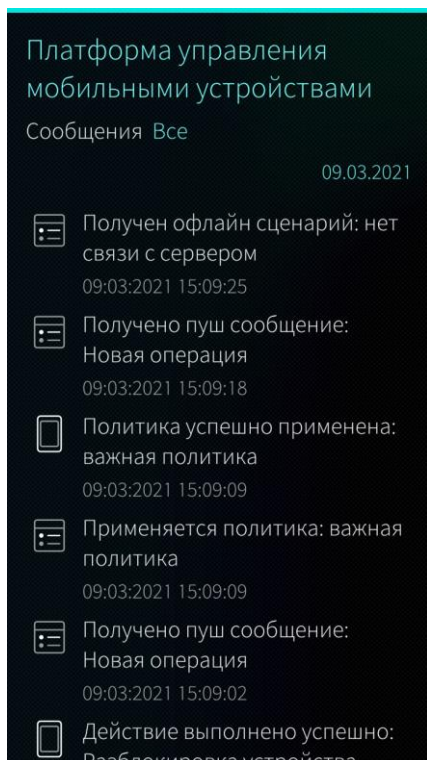 Платформа управления
мобильными устройствами
Сообщения Все
09.03.2021
Получен офлайн сценарий: нет
связи с сервером
09:03:2021 15:09:25
Получено пуш сообщение:
Новая операция
09:03:2021 15:09:18
Политика успешно применена:
важная политика
09:03:2021 15:09:09
Применяется политика: важная
политика
09:03:2021 15:09:09
Получено пуш сообщение:
Новая операция
09:03:2021 15:09:02
Действие выполнено успешно:
Разблокировка устройства